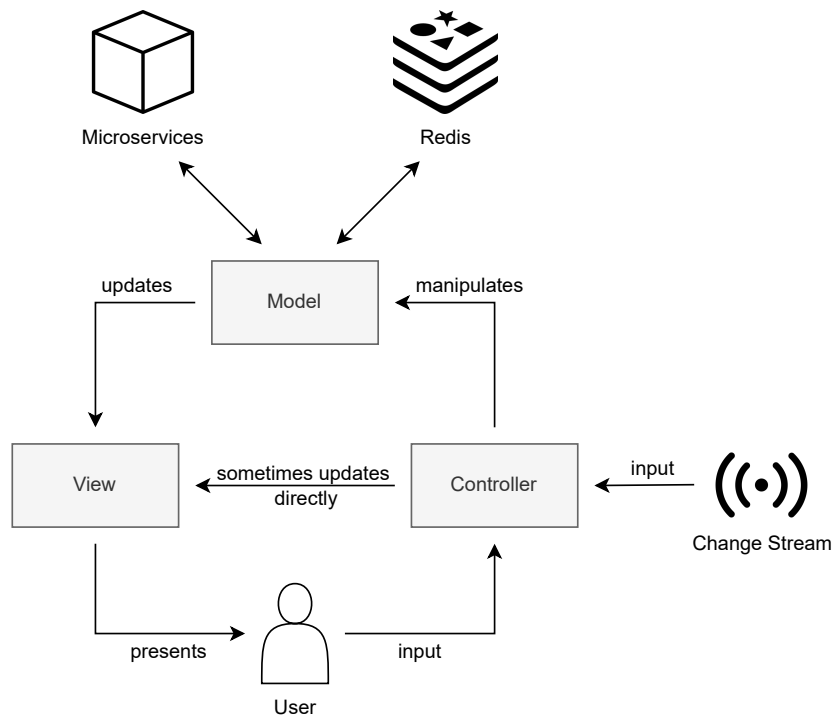 Microservices
Redis
updates
Model
manipulates
View
sometimes updates
directly
Controller
input
Change Stream
presents
input
User